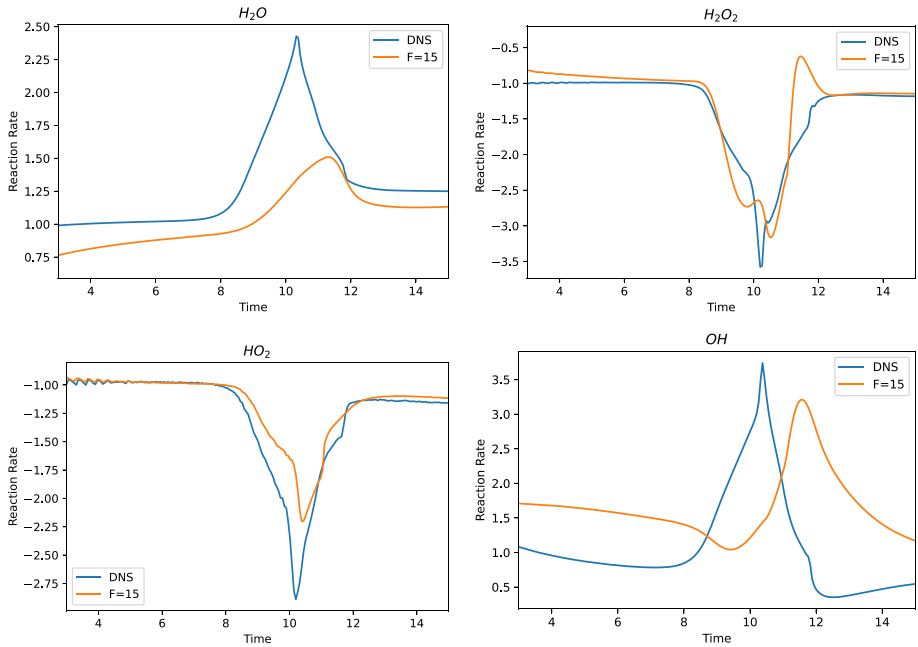 H₂O
2.50
2.25
2.00
1.75
1.50
1.25
1.00
0.75
Reaction Rate
DNS
F=15
4 6 8 10 12 14
Time
H₂O₂
−0.5
−1.0
−1.5
−2.0
−2.5
−3.0
−3.5
Reaction Rate
DNS
F=15
4 6 8 10 12 14
Time
HO₂
−1.00
−1.25
−1.50
−1.75
−2.00
−2.25
−2.50
−2.75
Reaction Rate
DNS
F=15
4 6 8 10 12 14
Time
OH
3.5
3.0
2.5
2.0
1.5
1.0
0.5
Reaction Rate
DNS
F=15
4 6 8 10 12 14
Time